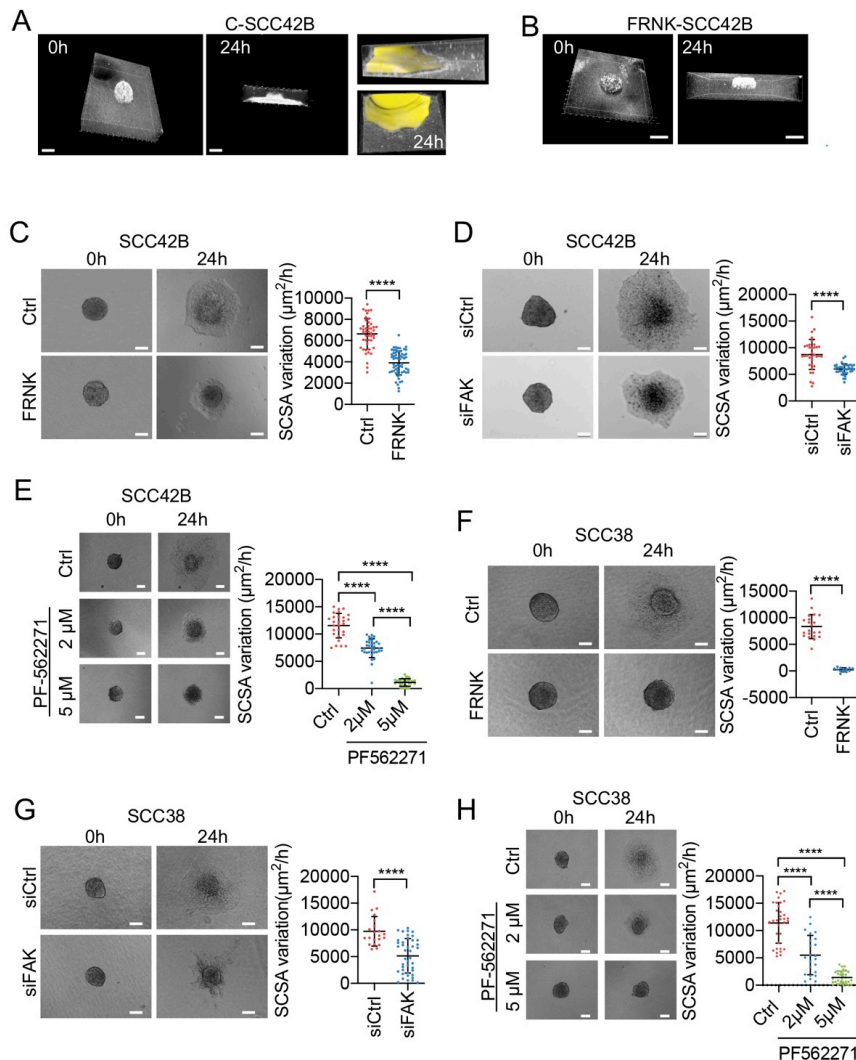 A
C-SCC42B
0h
24h
24h
B
FRNK-SCC42B
0h
24h
C
SCC42B
0h
24h
Ctrl
FRNK
SCSA variation (µm²/h)
10000
8000
6000
4000
2000
0
****
Ctrl
FRNK
D
SCC42B
0h
24h
siCtrl
siFAK
SCSA variation (µm²/h)
20000
15000
10000
5000
0
****
siCtrl
siFAK
E
SCC42B
0h
24h
Ctrl
PF-562271
2 µM
5 µM
SCSA variation (µm²/h)
20000
15000
10000
5000
0
****
****
****
Ctrl
2µM
5µM
PF562271
F
SCC38
0h
24h
Ctrl
FRNK
SCSA variation (µm²/h)
15000
10000
5000
0
-5000
****
Ctrl
FRNK
G
SCC38
0h
24h
siCtrl
siFAK
SCSA variation(µm²/h)
20000
15000
10000
5000
0
****
siCtrl
siFAK
H
SCC38
0h
24h
Ctrl
PF-562271
2 µM
5 µM
SCSA variation (µm²/h)
20000
15000
10000
5000
0
****
****
****
Ctrl
2µM
5µM
PF562271